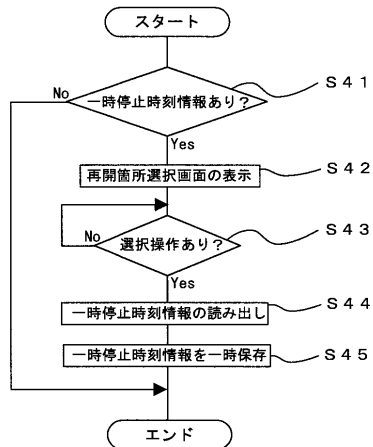 スタート
一時停止時刻情報あり?
No
S41
Yes
再開箇所選択画面の表示
S42
選択操作あり?
No
S43
Yes
一時停止時刻情報の読み出し
S44
一時停止時刻情報を一時保存
S45
エンド